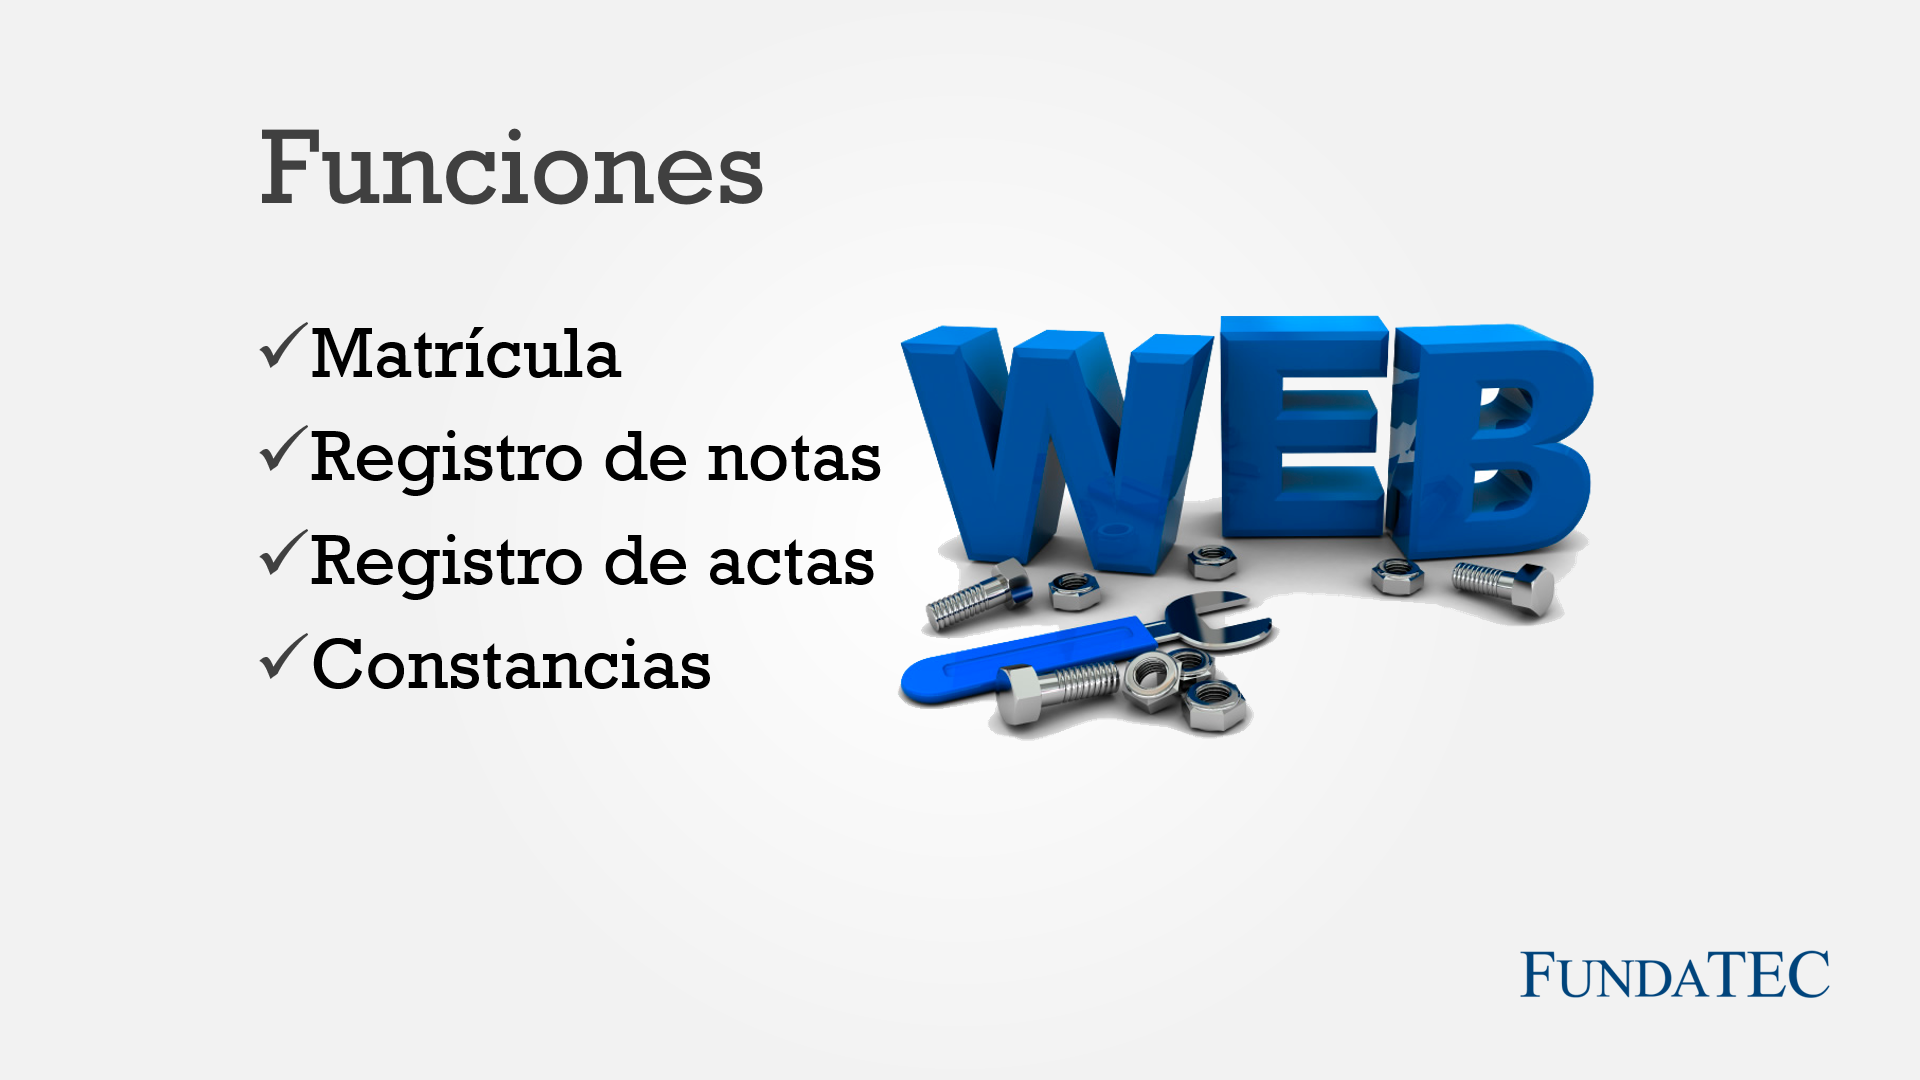 Funciones
✓Matrícula
✓Registro de notas
✓Registro de actas
✓Constancias
WEB
FUNDATEC